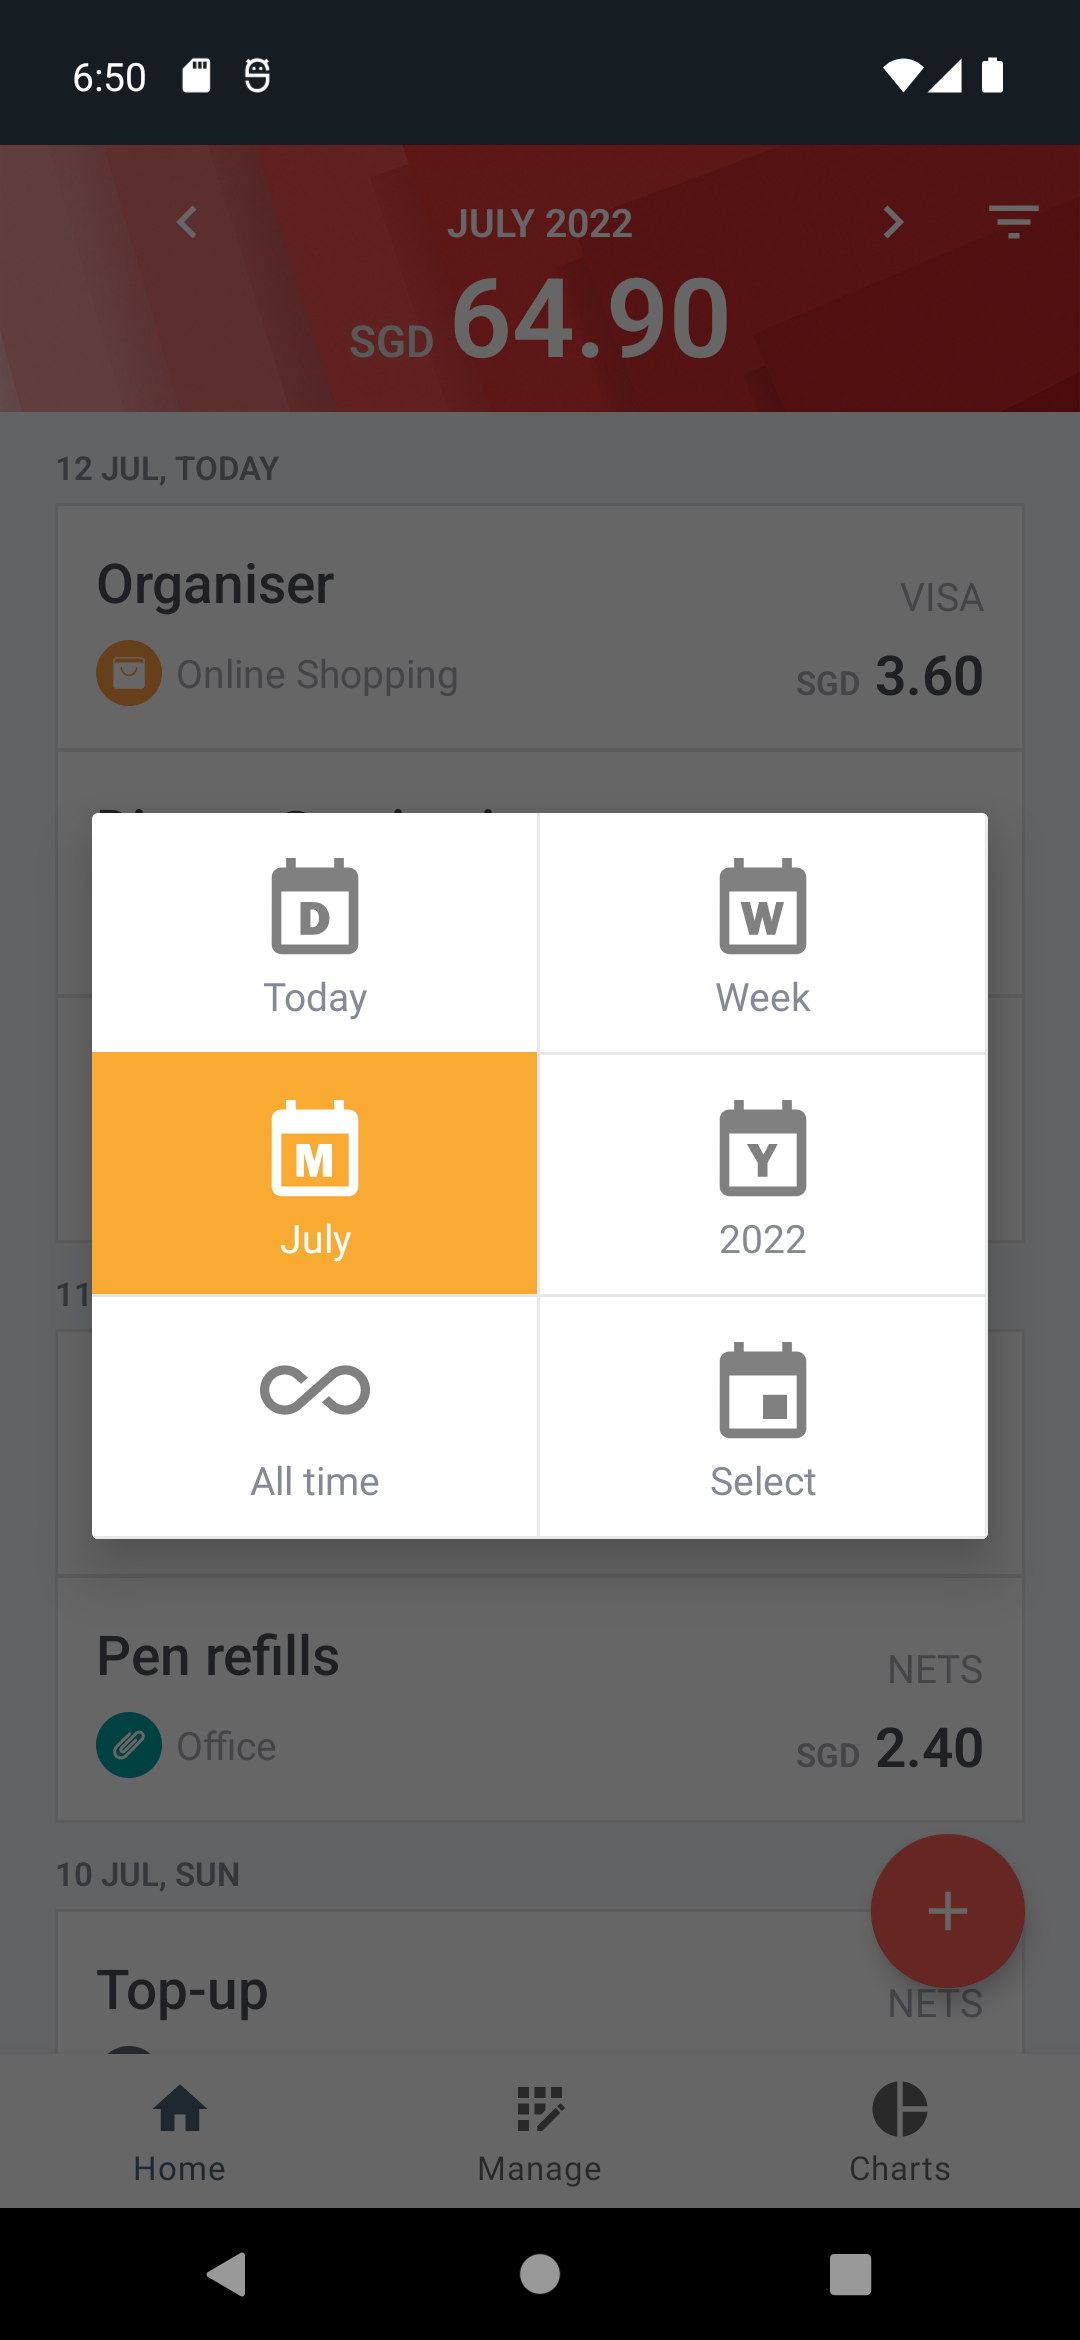 6:50
JULY 2022
SGD 64.90
12 JUL, TODAY
Organiser
VISA
Online Shopping
SGD 3.60
D
W
Today
Week
M
Y
July
2022
11
All time
Select
Pen refills
NETS
Office
SGD 2.40
10 JUL, SUN
Top-up
NETS
Home
Manage
Charts